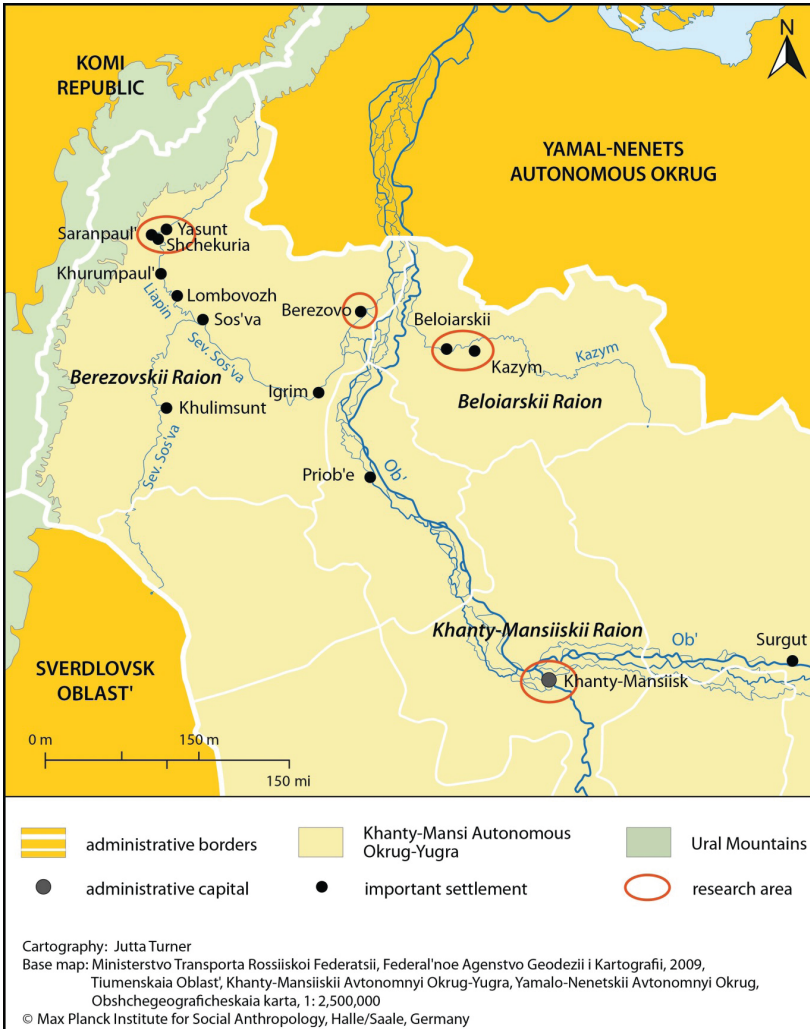 N
KOMI
REPUBLIC
YAMAL-NENETS
AUTONOMOUS OKRUG
Saranpaul'
Yasunt
Shchekuria
Khurumpaul'
Liapin
Lombovozh
Sos'va
Sev. Sos'va
Berezovo
Beloiarskii
Kazym
Kazym
Berezovskii Raion
Igrim
Beloiarskii Raion
Khulimsunt
Sev. Sos'va
Priob'e
Ob'
Khanty-Mansiiskii Raion
Ob'
Surgut
SVERDLOVSK
OBLAST'
Khanty-Mansiisk
0 m
150 m
150 mi
administrative borders
Khanty-Mansi Autonomous
Okrug-Yugra
Ural Mountains
administrative capital
important settlement
research area
Cartography: Jutta Turner
Base map: Ministerstvo Transporta Rossiiskoi Federatsii, Federal'noe Agenstvo Geodezii i Kartografii, 2009,
Tiumenskaia Oblast', Khanty-Mansiiskii Avtonomnyi Okrug-Yugra, Yamalo-Nenetskii Avtonomnyi Okrug,
Obshchegeograficheskaia karta, 1: 2,500,000
© Max Planck Institute for Social Anthropology, Halle/Saale, Germany